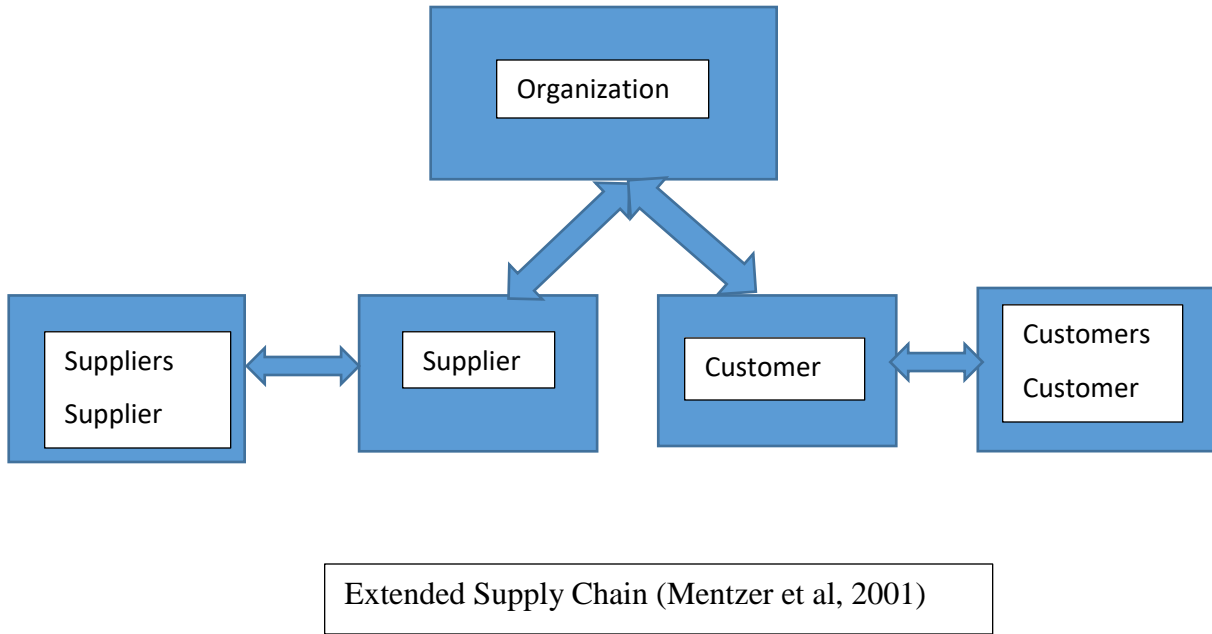 Organization
Suppliers
Supplier
Supplier
Customer
Customers
Customer
Extended Supply Chain (Mentzer et al, 2001)